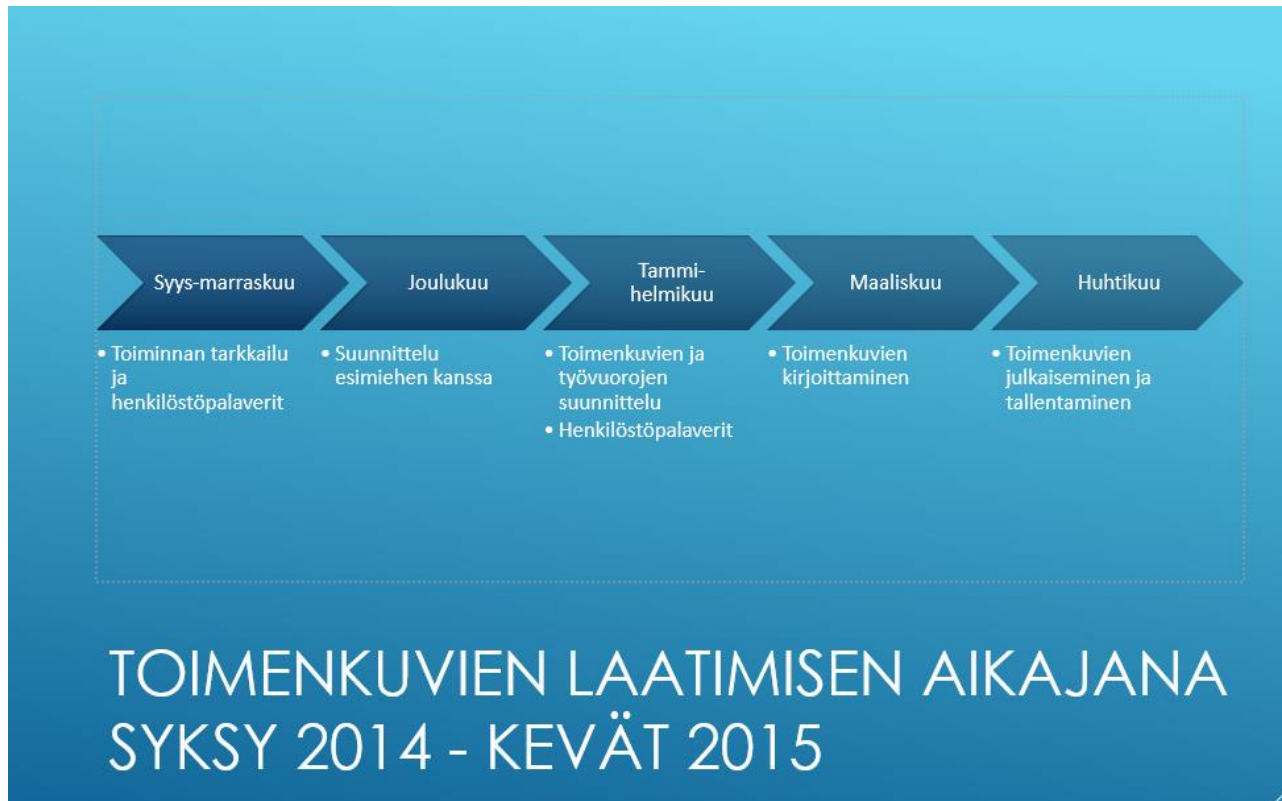 Syys-marraskuu
• Toiminnan tarkkailu
ja
henkilöstöpalaverit
Joulukuu
• Suunnittelu
esimiehen kanssa
Tammi-
helmikuu
• Toimenkuvien ja
työvuorojen
suunnittelu
• Henkilöstöpalaverit
Maaliskuu
• Toimenkuvien
kirjoittaminen
Huhtikuu
• Toimenkuvien
julkaiseminen ja
tallentaminen
TOIMENKUVIEN LAATIMISEN AIKAJANA
SYKSY 2014 - KEVÄT 2015